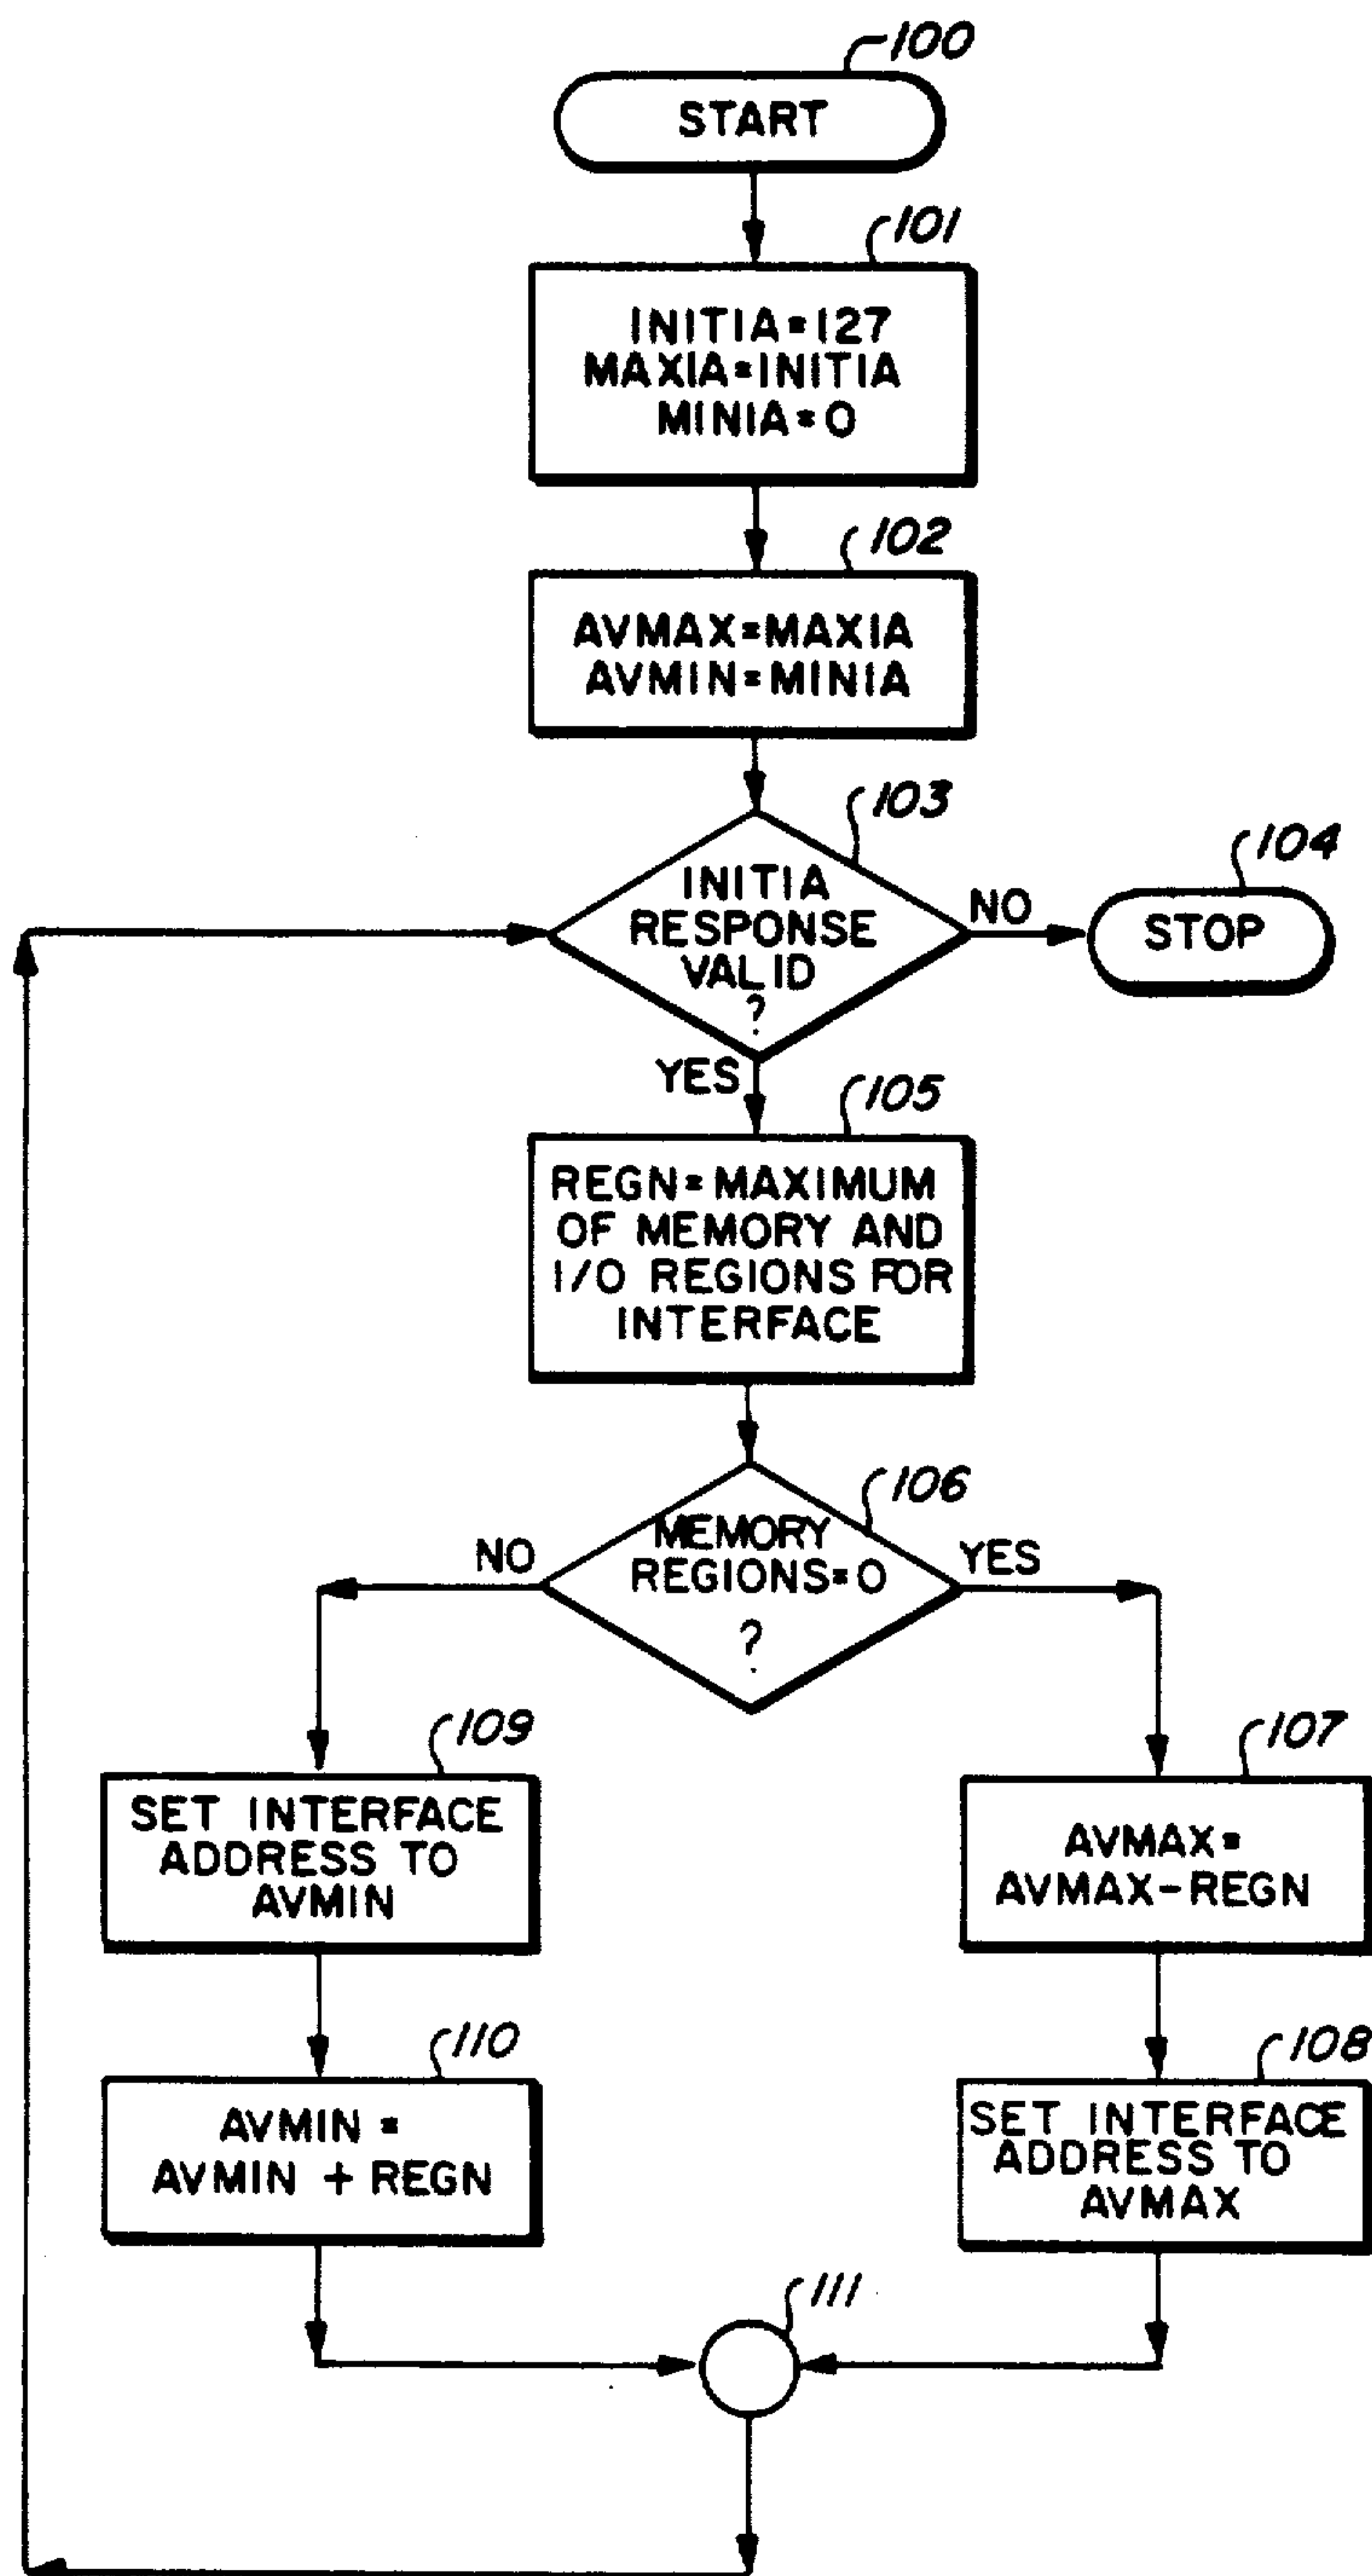 100
START
101
INITIA=127
MAXIA=INITIA
MINIA=0
102
AVMAX=MAXIA
AVMIN=MINIA
103
INITIA
RESPONSE
VALID
?
NO
104
STOP
YES
105
REGN=MAXIMUM
OF MEMORY AND
I/O REGIONS FOR
INTERFACE
106
MEMORY
REGIONS=0
?
NO
YES
109
SET INTERFACE
ADDRESS TO
AVMIN
107
AVMAX=
AVMAX-REGN
110
AVMIN =
AVMIN + REGN
108
SET INTERFACE
ADDRESS TO
AVMAX
111